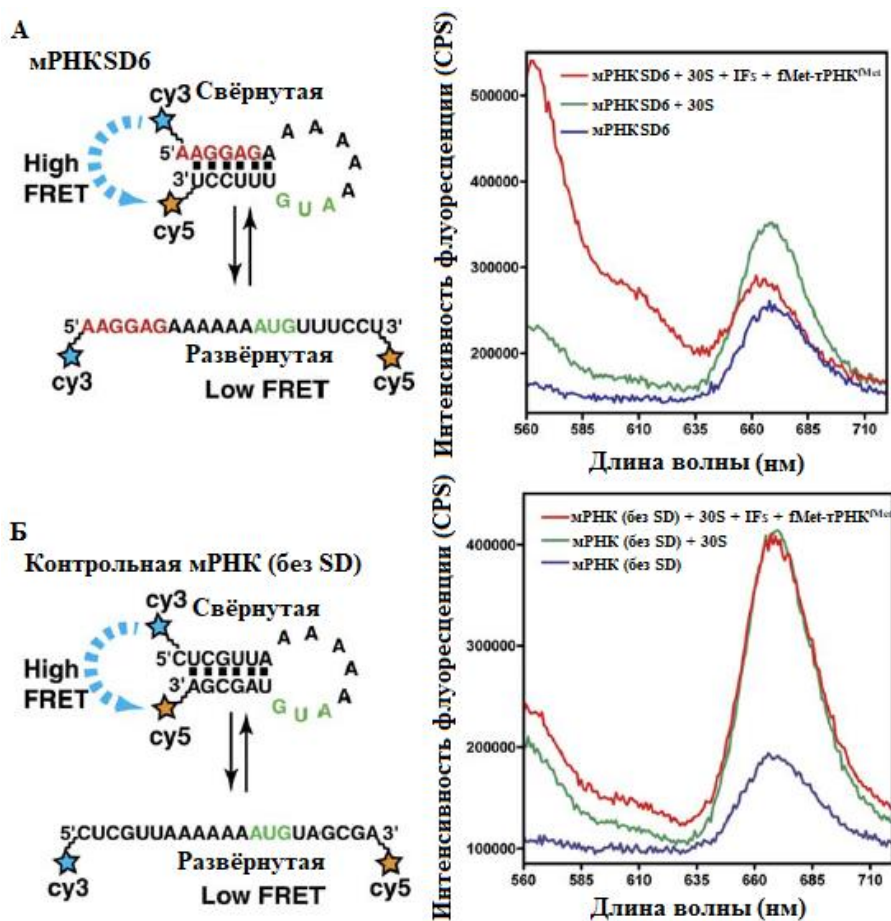 А
мРНКSD6
cy3 Свёрнутая
High
FRET
5'AAGGAGA
A A A A A
3'UCCUUU
G U A
cy5
5'AAGGAGAAAAAAAUGUUUCCU3'
cy3
Развёрнутая
Low FRET
cy5
Интенсивность флуоресценции (CPS)
мРНКSD6 + 30S + IFs + fMet-тРНКfMet
мРНКSD6 + 30S
мРНКSD6
500000
400000
300000
200000
560 585 610 635 660 685 710
Длина волны (нм)
Б
Контрольная мРНК (без SD)
cy3
Свёрнутая
High
FRET
5'CUCGUUA
A A A A A
3'AGCGAU
G U A
cy5
5'CUCGUUAAAAAAAUGUAGCGA3'
cy3
Развёрнутая
Low FRET
cy5
Интенсивность флуоресценции (CPS)
мРНК (без SD) + 30S + IFs + fMet-тРНКfMet
мРНК (без SD) + 30S
мРНК (без SD)
400000
300000
200000
100000
560 585 610 635 660 685 710
Длина волны (нм)